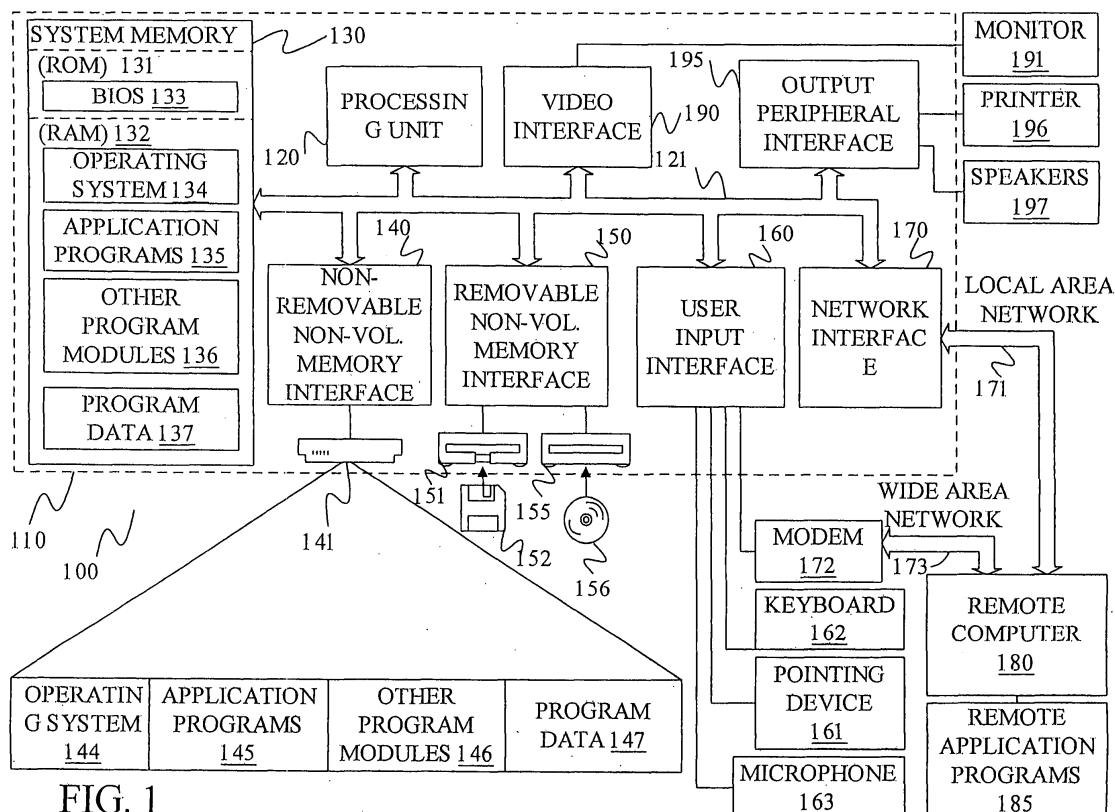 SYSTEM MEMORY
130
(ROM) 131
BIOS 133
(RAM) 132
OPERATING
SYSTEM 134
APPLICATION
PROGRAMS 135
OTHER
PROGRAM
MODULES 136
PROGRAM
DATA 137
PROCESSIN
G UNIT
120
VIDEO
INTERFACE
190
195
OUTPUT
PERIPHERAL
INTERFACE
121
MONITOR
191
PRINTER
196
SPEAKERS
197
140
NON-
REMOVABLE
NON-VOL.
MEMORY
INTERFACE
150
REMOVABLE
NON-VOL.
MEMORY
INTERFACE
160
USER
INPUT
INTERFACE
170
NETWORK
INTERFAC
E
LOCAL AREA
NETWORK
171
141
151
152
155
156
110
100
WIDE AREA
NETWORK
173
MODEM
172
KEYBOARD
162
POINTING
DEVICE
161
MICROPHONE
163
REMOTE
COMPUTER
180
REMOTE
APPLICATION
PROGRAMS
185
OPERATIN
G SYSTEM
144
APPLICATION
PROGRAMS
145
OTHER
PROGRAM
MODULES 146
PROGRAM
DATA 147
FIG. 1